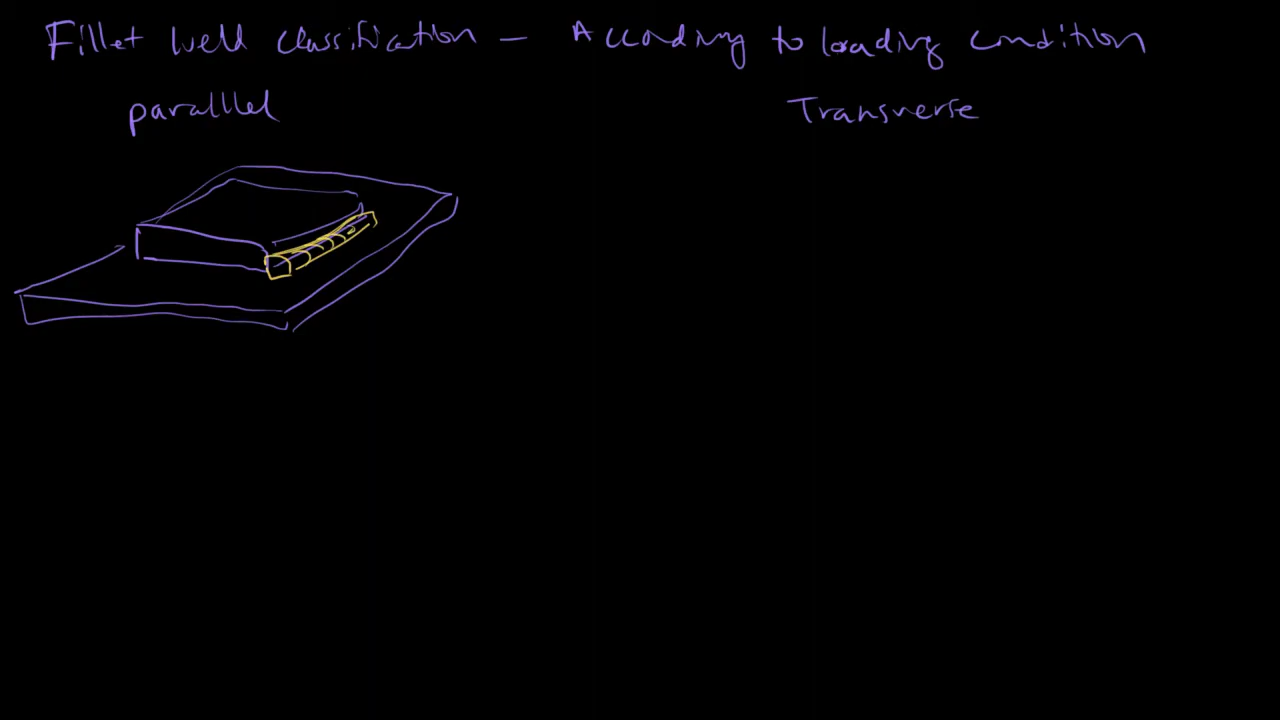 Fillet weld classification - According to loading condition
parallel Transverse